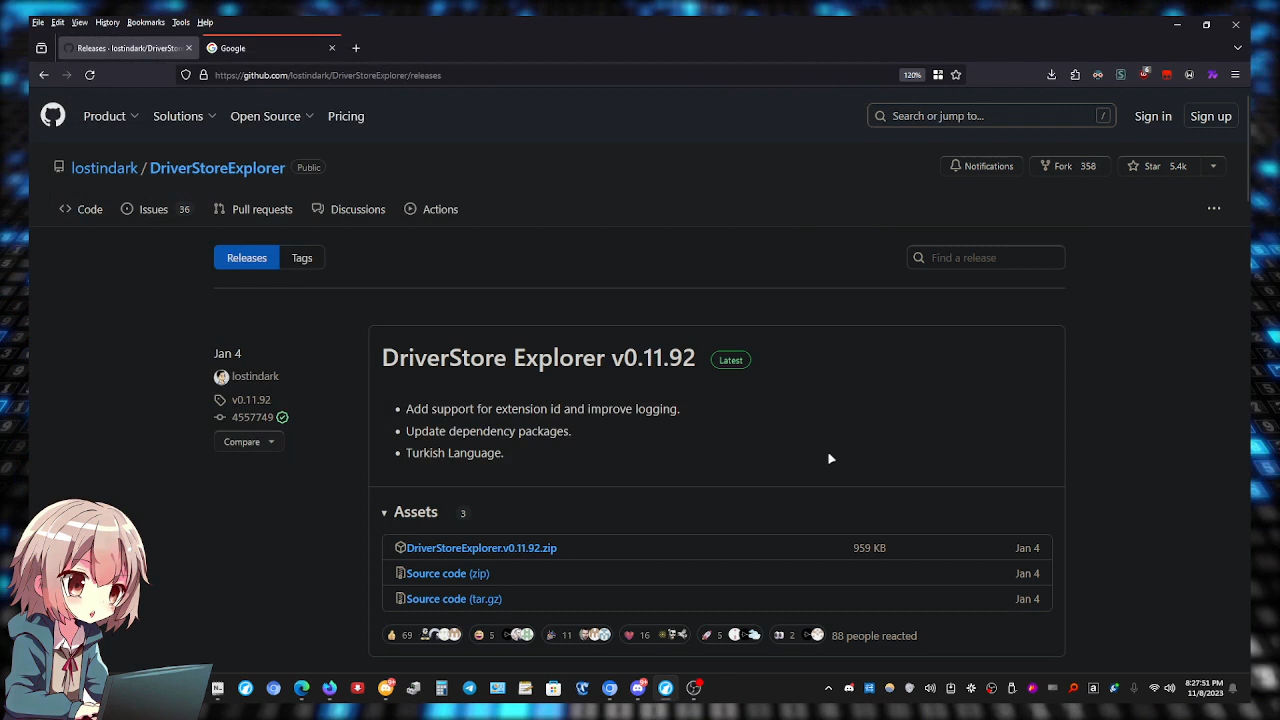 File Edit View History Bookmarks Tools Help
Releases · lostindark/DriverStor
Google
https://github.com/lostindark/DriverStoreExplorer/releases
120%
6
Product Solutions Open Source Pricing
Search or jump to... /
Sign in
Sign up
lostindark / DriverStoreExplorer Public
Notifications
Fork 358
Star 5.4k
Code Issues 36 Pull requests Discussions Actions
Releases Tags
Find a release
Jan 4
lostindark
v0.11.92
4557749
Compare
DriverStore Explorer v0.11.92 Latest
• Add support for extension id and improve logging.
• Update dependency packages.
• Turkish Language.
Assets 3
DriverStoreExplorer.v0.11.92.zip 959 KB Jan 4
Source code (zip) Jan 4
Source code (tar.gz) Jan 4
69 5 11 16 5 2 88 people reacted
8:27:51 PM
11/8/2023